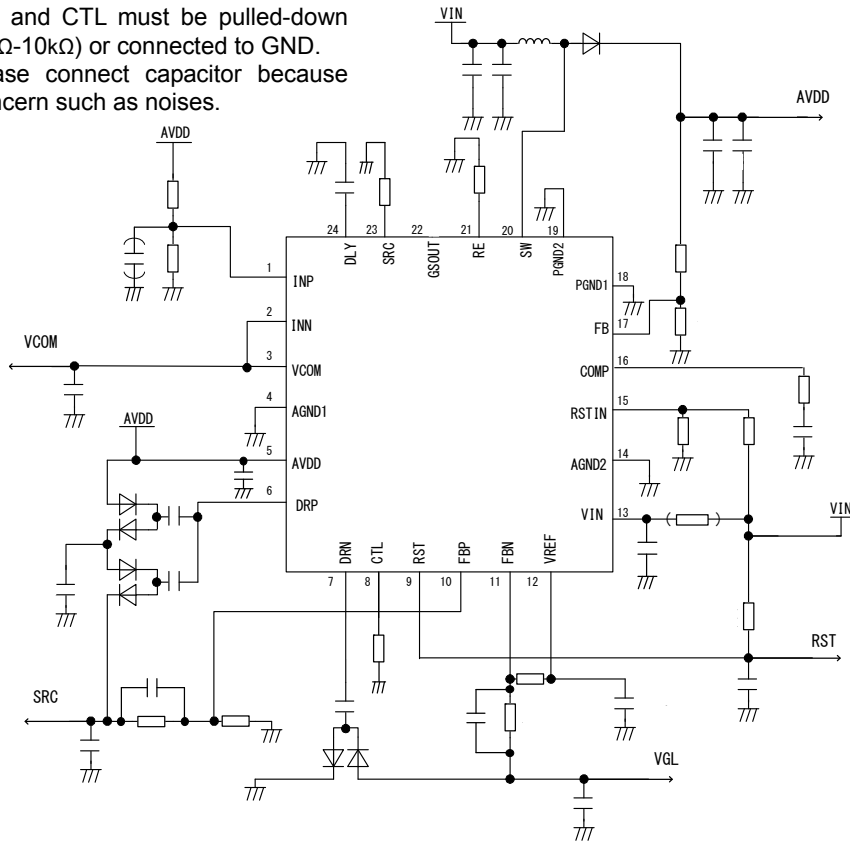 and CTL must be pulled-down
Ω-10kΩ) or connected to GND.
ase connect capacitor because
ncern such as noises.
VIN
AVDD
AVDD
24
23
22
21
20
19
DLY
SRC
GSOUT
RE
SW
PGND2
1
INP
18
PGND1
2
INN
17
FB
VCOM
3
VCOM
16
COMP
4
AGND1
15
RSTIN
AVDD
5
AVDD
14
AGND2
6
DRP
13
VIN
VIN
DRN
CTL
RST
FBP
FBN
VREF
7
8
9
10
11
12
RST
SRC
VGL